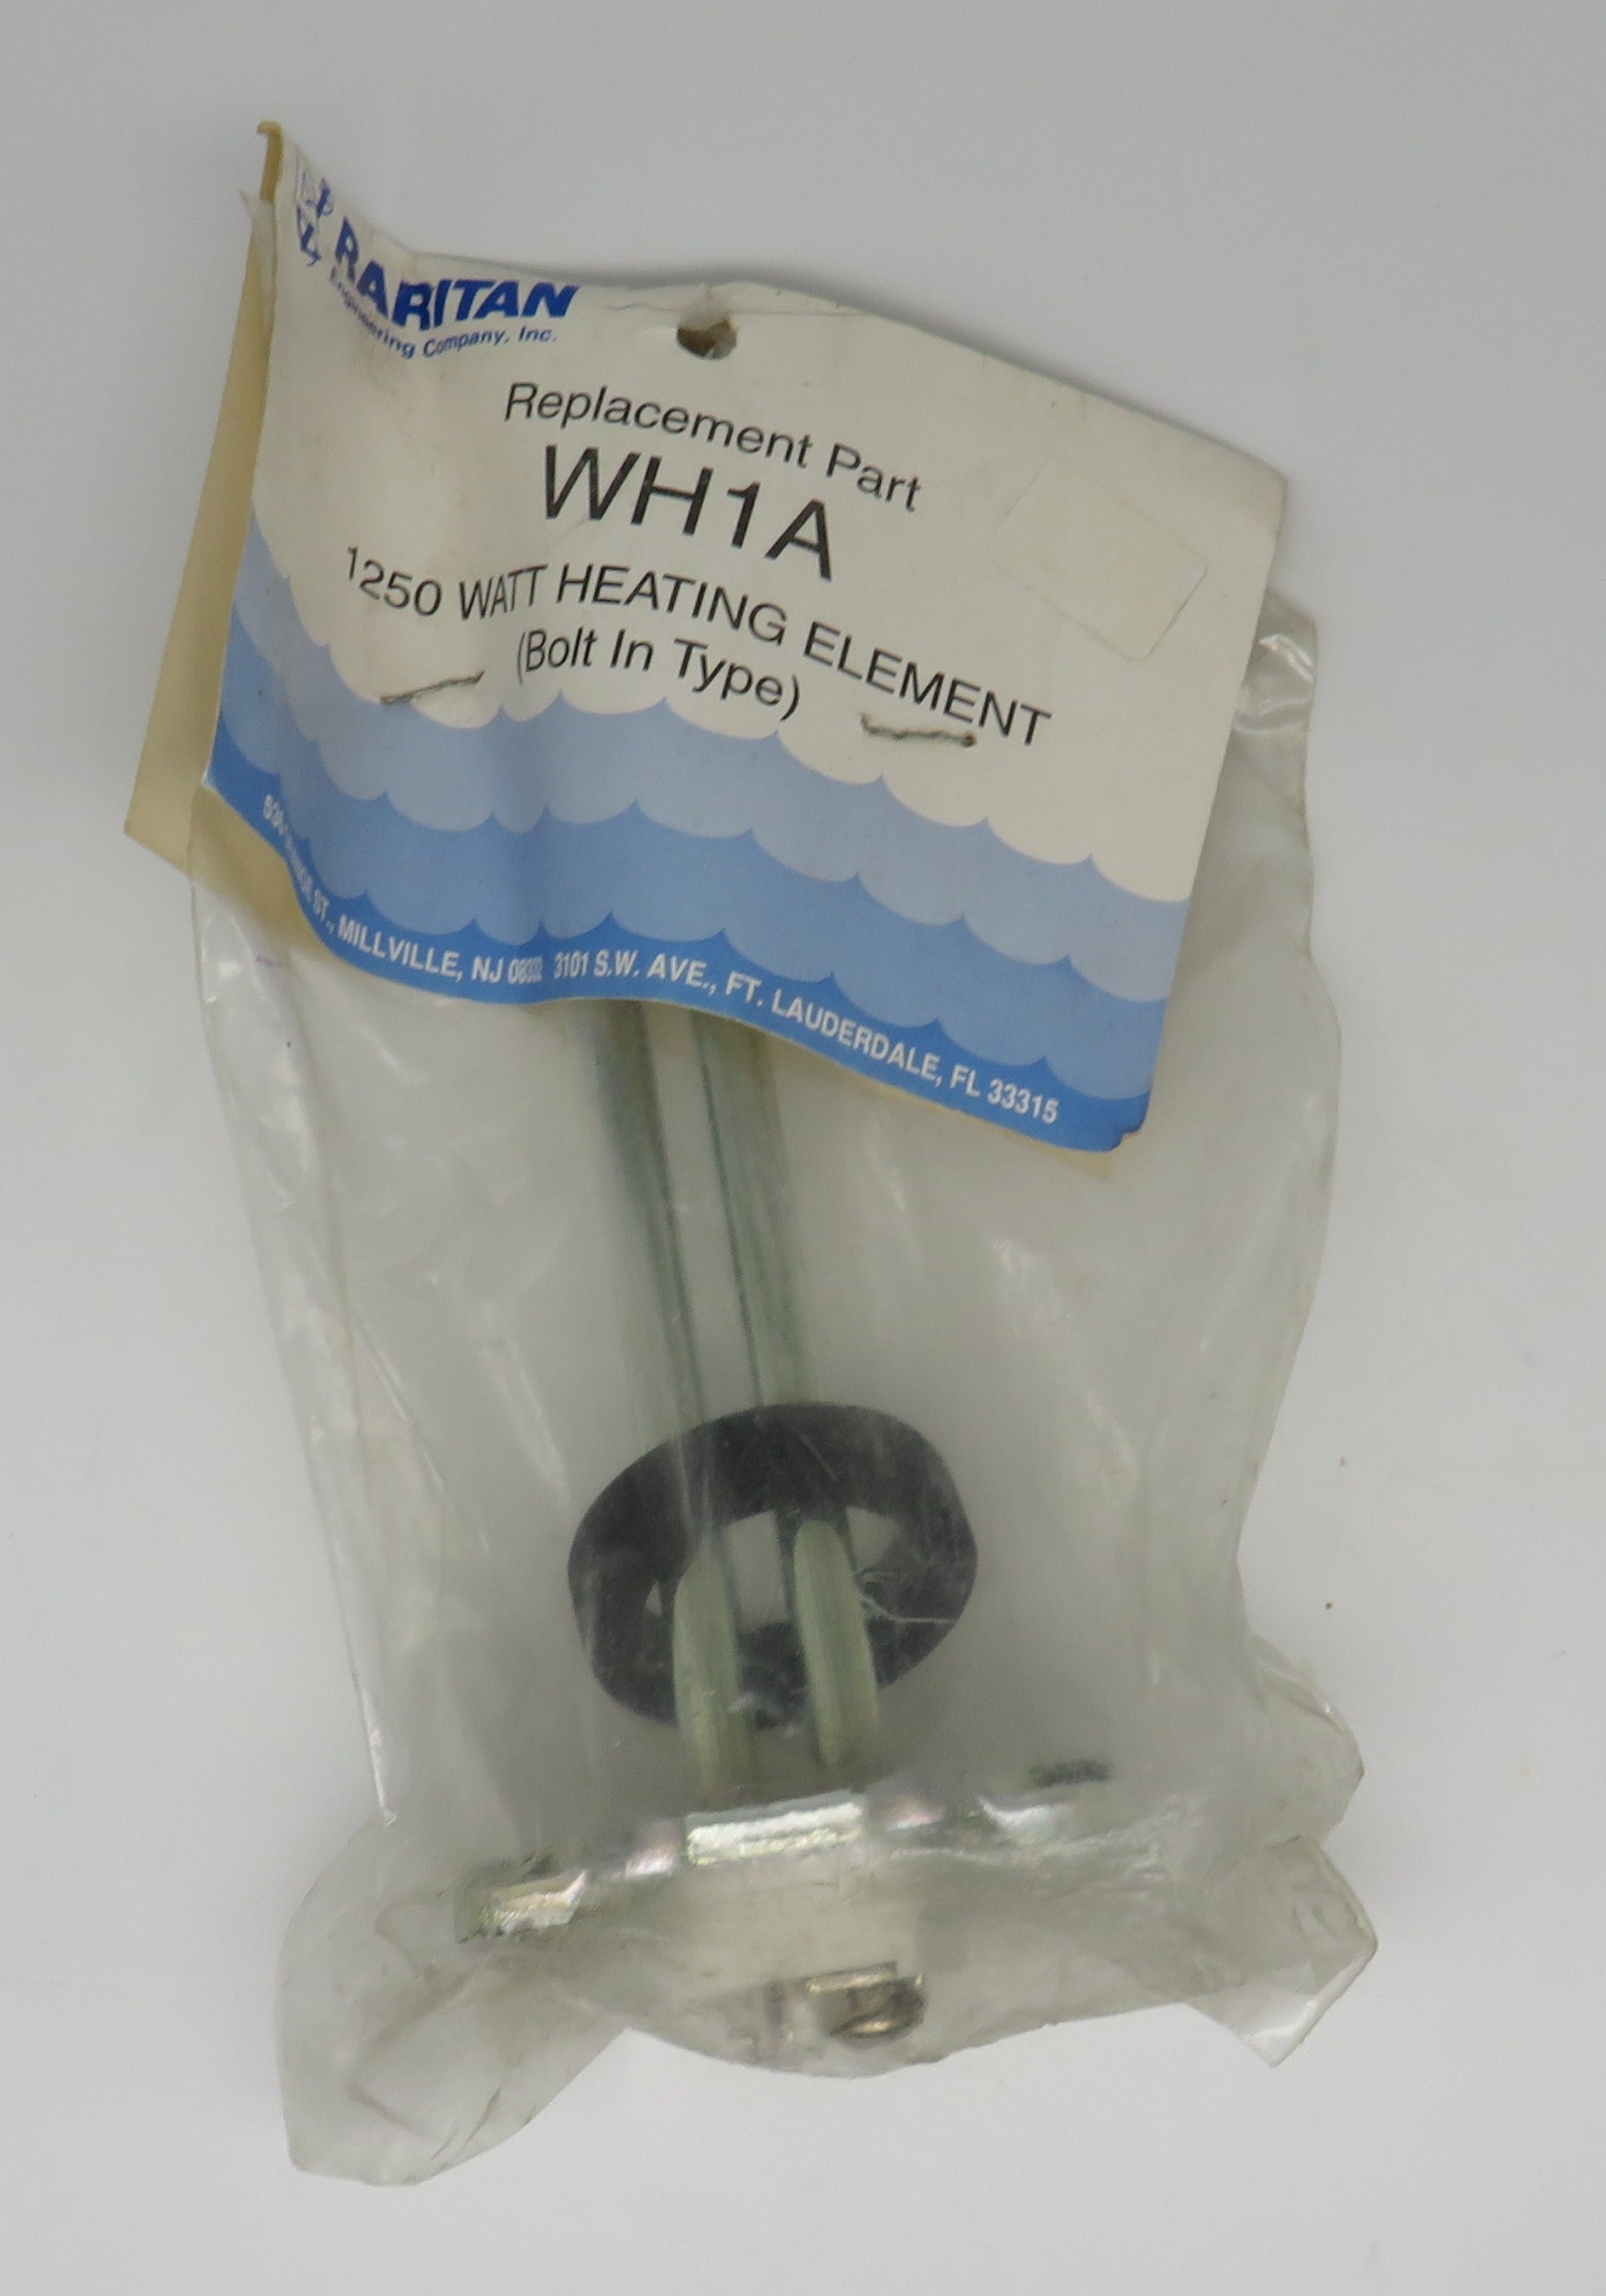 RARITAN
Engineering Company, Inc.
Replacement Part
WH1A
1250 WATT HEATING ELEMENT
(Bolt In Type)
ST., MILLVILLE, NJ 3101 S.W. AVE., FT. LAUDERDALE, FL 33315